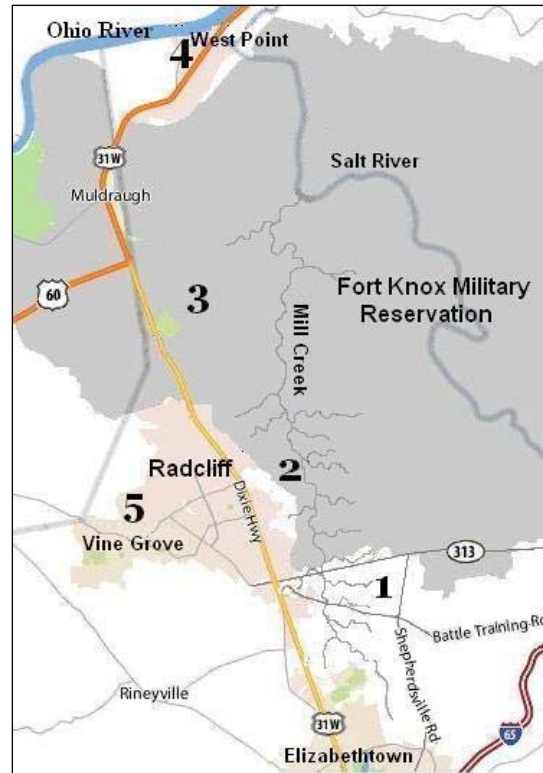 Ohio River
4
West Point
31W
Salt River
Muldraugh
60
3
Fort Knox Military
Reservation
Mill Creek
2
Radcliff
5
Dixie Hwy
Vine Grove
313
1
Battle Training Rd
Shepherdsville Rd
Rineyville
31W
65
Elizabethtown